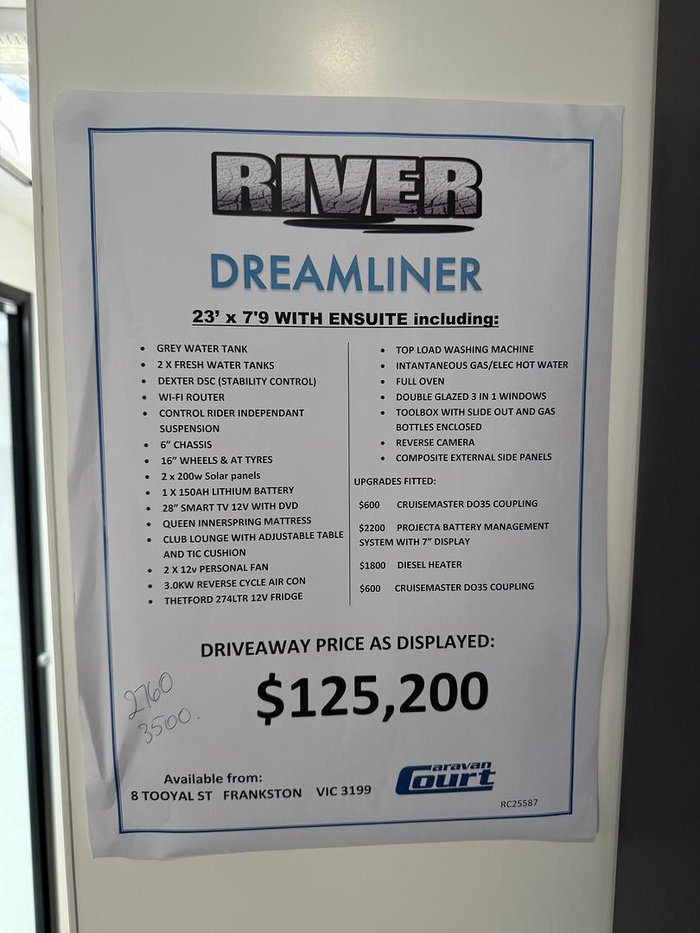 RIVER
DREAMLINER
23' x 7'9 WITH ENSUITE including:
• GREY WATER TANK
• 2 X FRESH WATER TANKS
• DEXTER DSC (STABILITY CONTROL)
• WI-FI ROUTER
• CONTROL RIDER INDEPENDANT
SUSPENSION
• 6" CHASSIS
• 16" WHEELS & AT TYRES
• 2 x 200w Solar panels
• 1 X 150AH LITHIUM BATTERY
• 28" SMART TV 12V WITH DVD
• QUEEN INNERSPRING MATTRESS
• CLUB LOUNGE WITH ADJUSTABLE TABLE
AND TIC CUSHION
• 2 X 12v PERSONAL FAN
• 3.0KW REVERSE CYCLE AIR CON
• THETFORD 274LTR 12V FRIDGE
• TOP LOAD WASHING MACHINE
• INTANTANEOUS GAS/ELEC HOT WATER
• FULL OVEN
• DOUBLE GLAZED 3 IN 1 WINDOWS
• TOOLBOX WITH SLIDE OUT AND GAS
BOTTLES ENCLOSED
• REVERSE CAMERA
• COMPOSITE EXTERNAL SIDE PANELS
UPGRADES FITTED:
$600 CRUISEMASTER DO35 COUPLING
$2200 PROJECTA BATTERY MANAGEMENT
SYSTEM WITH 7" DISPLAY
$1800 DIESEL HEATER
$600 CRUISEMASTER DO35 COUPLING
DRIVEAWAY PRICE AS DISPLAYED:
$125,200
2760
3500.
Available from:
8 TOOYAL ST FRANKSTON VIC 3199
Caravan
Court
RC25587